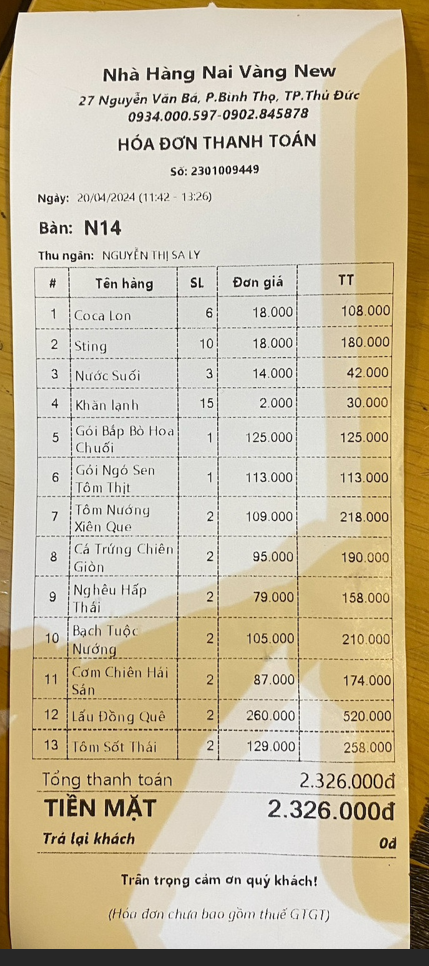 Nhà Hàng Nai Vàng New
27 Nguyễn Văn Bá, P.Bình Thọ, TP.Thủ Đức
0934.000.597-0902.845878
HÓA ĐƠN THANH TOÁN
Số: 2301009449
Ngày: 20/04/2024 (11:42 - 13:26)
Bàn: N14
Thu ngân: NGUYỄN THỊ SA LY
# Tên hàng SL Đơn giá TT
1 Coca Lon 6 18.000 108.000
2 Sting 10 18.000 180.000
3 Nước Suối 3 14.000 42.000
4 Khăn lạnh 15 2.000 30.000
5 Gỏi Bắp Bò Hoa 1 125.000 125.000
Chuối
6 Gỏi Ngó Sen 1 113.000 113.000
Tôm Thịt
7 Tôm Nướng 2 109.000 218.000
Xiên Que
8 Cá Trứng Chiên 2 95.000 190.000
Giòn
9 Nghêu Hấp 2 79.000 158.000
Thái
10 Bạch Tuộc 2 105.000 210.000
Nướng
11 Cơm Chiên Hải 2 87.000 174.000
Sản
12 Lẩu Đồng Quê 2 260.000 520.000
13 Tôm Sốt Thái 2 129.000 258.000
Tổng thanh toán 2.326.000đ
TIỀN MẶT 2.326.000đ
Trả lại khách 0đ
Trân trọng cảm ơn quý khách!
(Hóa đơn chưa bao gồm thuế GTGT)